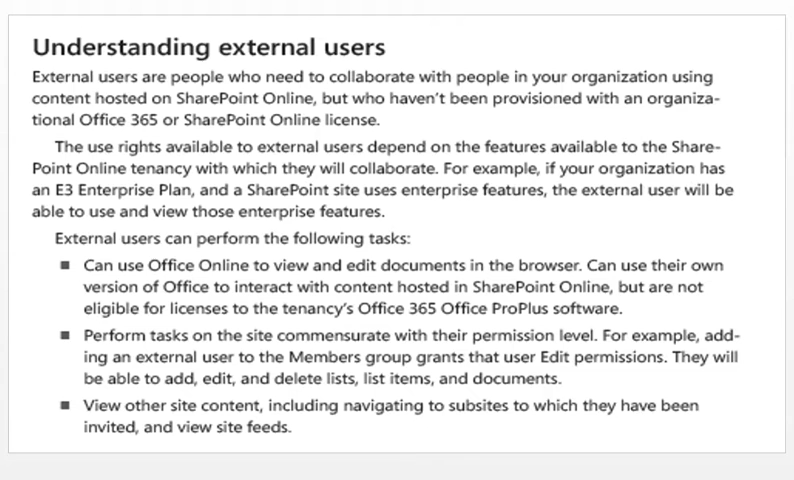 Understanding external users
External users are people who need to collaborate with people in your organization using
content hosted on SharePoint Online, but who haven't been provisioned with an organiza-
tional Office 365 or SharePoint Online license.
The use rights available to external users depend on the features available to the Share-
Point Online tenancy with which they will collaborate. For example, if your organization has
an E3 Enterprise Plan, and a SharePoint site uses enterprise features, the external user will be
able to use and view those enterprise features.
External users can perform the following tasks:
■ Can use Office Online to view and edit documents in the browser. Can use their own
version of Office to interact with content hosted in SharePoint Online, but are not
eligible for licenses to the tenancy's Office 365 Office ProPlus software.
■ Perform tasks on the site commensurate with their permission level. For example, add-
ing an external user to the Members group grants that user Edit permissions. They will
be able to add, edit, and delete lists, list items, and documents.
■ View other site content, including navigating to subsites to which they have been
invited, and view site feeds.